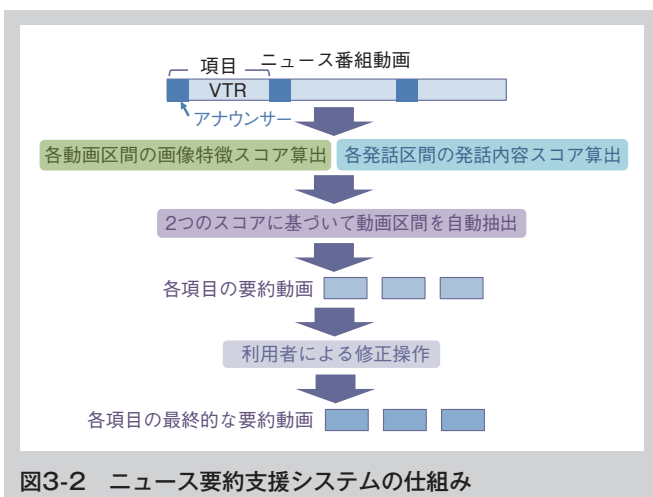 ニュース番組動画
項目
VTR
アナウンサー
各動画区間の画像特徴スコア算出
各発話区間の発話内容スコア算出
2つのスコアに基づいて動画区間を自動抽出
各項目の要約動画
利用者による修正操作
各項目の最終的な要約動画
図3-2 ニュース要約支援システムの仕組み